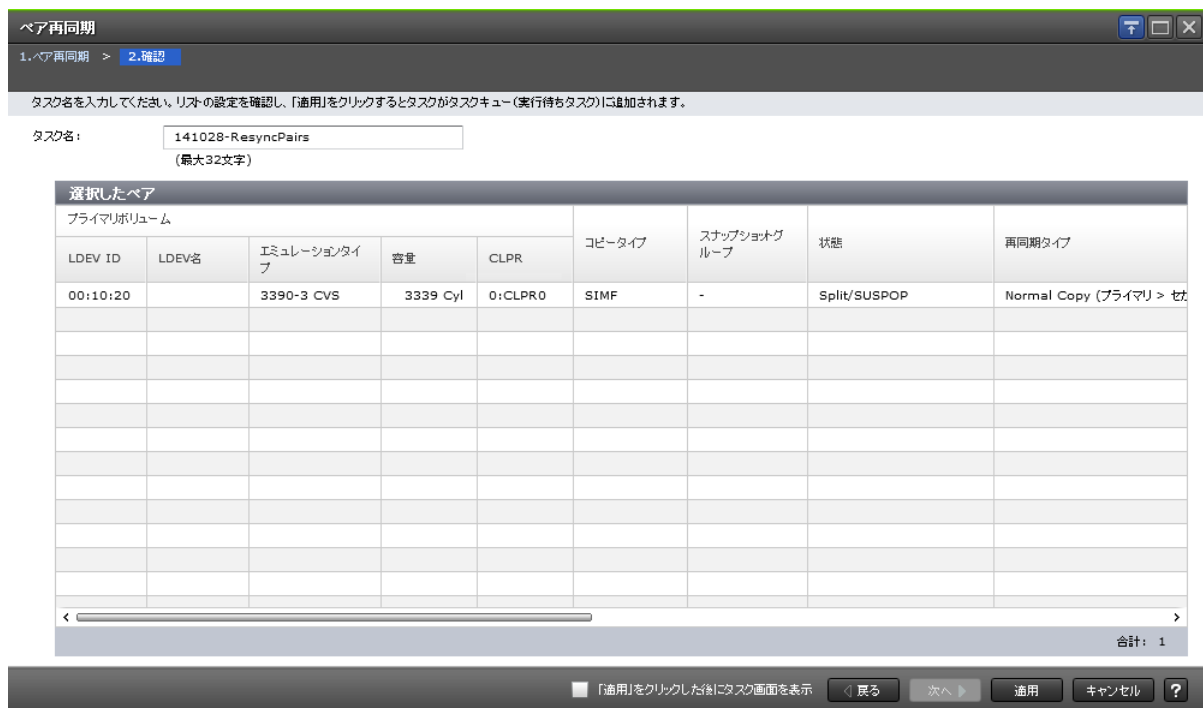 ペア再同期
1.ペア再同期 > 2.確認
タスク名を入力してください。リストの設定を確認し、「適用」をクリックするとタスクがタスクキュー(実行待ちタスク)に追加されます。
タスク名: 141028-ResyncPairs
(最大32文字)
選択したペア
プライマリボリューム
LDEV ID LDEV名 エミュレーションタイ
プ 容量 CLPR コピータイプ スナップショットグ
ループ 状態 再同期タイプ
00:10:20 3390-3 CVS 3339 Cyl 0:CLPR0 SIMF - Split/SUSPOP Normal Copy (プライマリ > セカ
合計: 1
「適用」をクリックした後にタスク画面を表示 戻る 次へ 適用 キャンセル ?